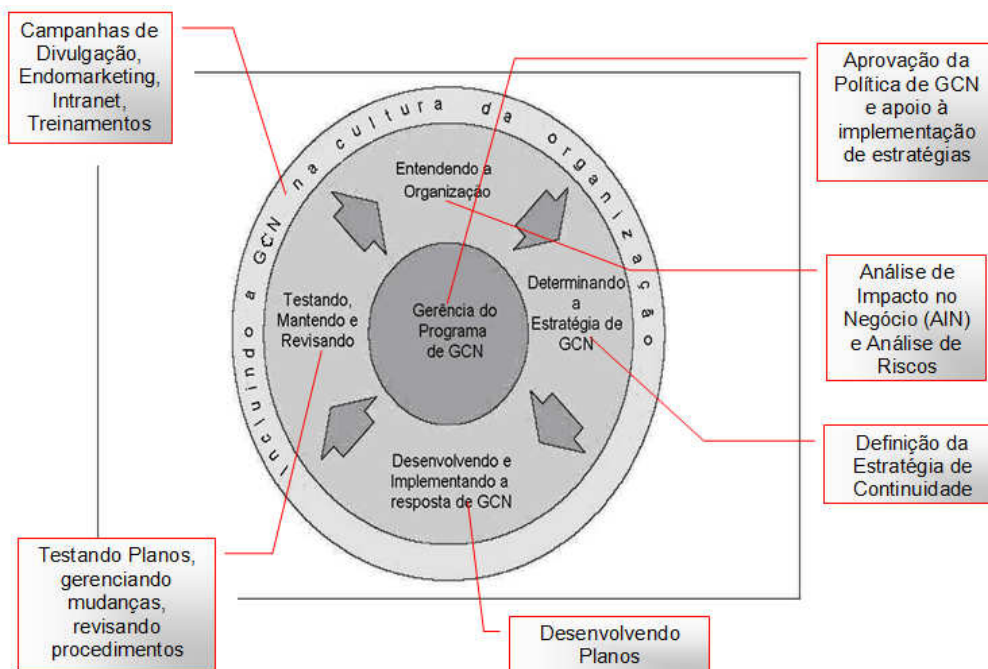 Campanhas de
Divulgação,
Endomarketing,
Intranet,
Treinamentos
Aprovação da
Política de GCN
e apoio à
implementação
de estratégias
Incluindo a GCN na cultura da organização
Entendendo a
Organização
Determinando
a
Estratégia de
GCN
Testando,
Mantendo e
Revisando
Gerência do
Programa
de GCN
Desenvolvendo e
Implementando a
resposta de GCN
Análise de
Impacto no
Negócio (AIN)
e Análise de
Riscos
Definição da
Estratégia de
Continuidade
Testando Planos,
gerenciando
mudanças,
revisando
procedimentos
Desenvolvendo
Planos